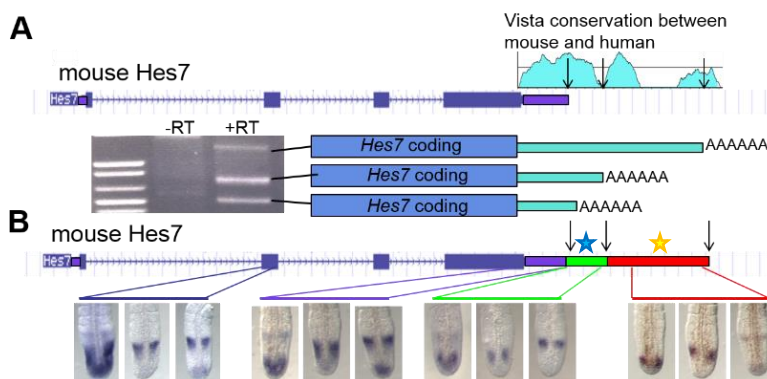 A
Vista conservation between
mouse and human
mouse Hes7
Hes7
-RT +RT
Hes7 coding AAAAAA
Hes7 coding AAAAAA
Hes7 coding AAAAAA
B
mouse Hes7
Hes7